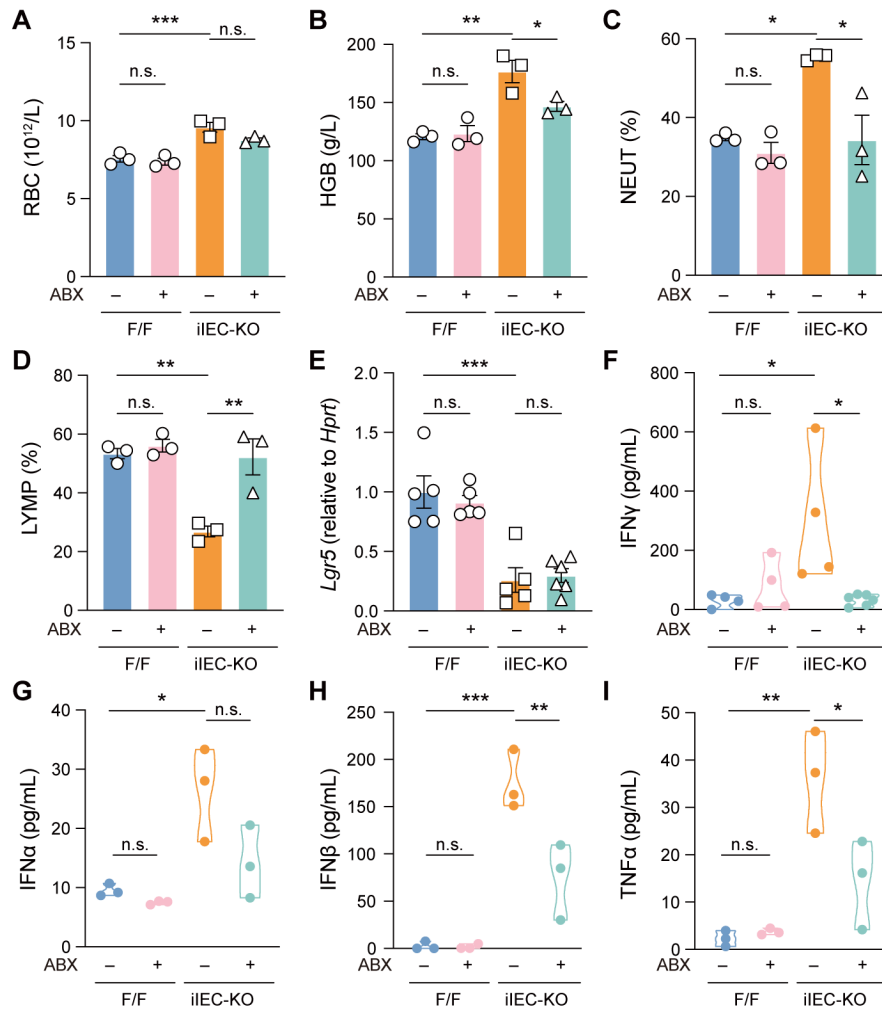 A
RBC (10¹²/L)
15
10
5
0
***
n.s.
n.s.
ABX
– + – +
F/F iIEC-KO
B
HGB (g/L)
200
150
100
50
0
**
*
n.s.
ABX
– + – +
F/F iIEC-KO
C
NEUT (%)
60
40
20
0
*
*
n.s.
ABX
– + – +
F/F iIEC-KO
D
LYMP (%)
80
60
40
20
0
**
n.s. **
ABX
– + – +
F/F iIEC-KO
E
Lgr5 (relative to Hprt)
2.0
1.5
1.0
0.5
0.0
***
n.s. n.s.
ABX
– + – +
F/F iIEC-KO
F
IFNγ (pg/mL)
800
600
400
200
0
*
n.s. *
ABX
– + – +
F/F iIEC-KO
G
IFNα (pg/mL)
40
30
20
10
0
*
n.s.
n.s.
ABX
– + – +
F/F iIEC-KO
H
IFNβ (pg/mL)
250
200
150
100
50
0
***
**
n.s.
ABX
– + – +
F/F iIEC-KO
I
TNFα (pg/mL)
50
40
30
20
10
0
**
*
n.s.
ABX
– + – +
F/F iIEC-KO